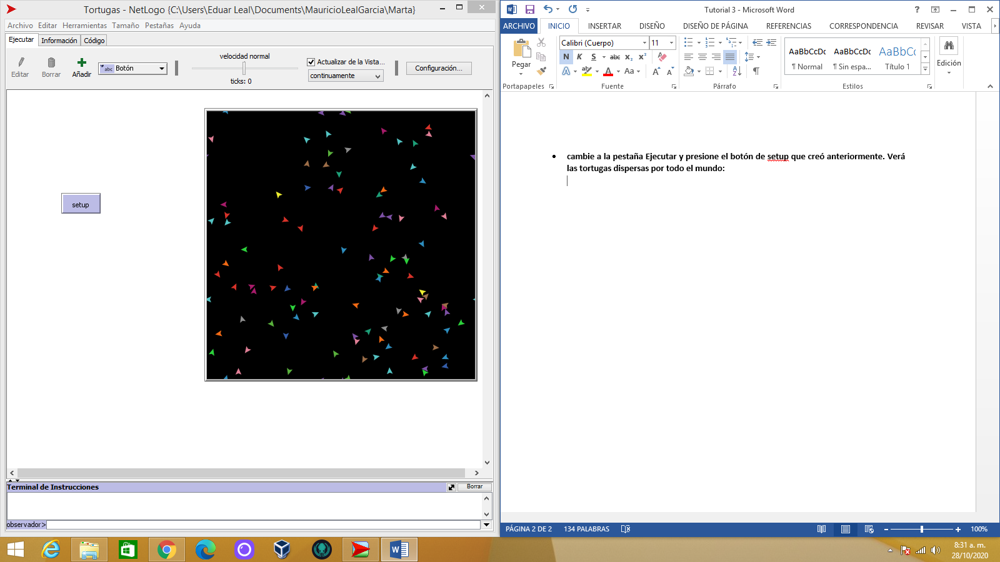 Tortugas - NetLogo {C:\Users\Eduar Leal\Documents\MauricioLealGarcia\Marta}
Archivo Editar Herramientas Tamaño Pestañas Ayuda
Ejecutar Información Código
Editar Borrar Añadir
abc Botón
velocidad normal
ticks: 0
Actualizar de la Vista...
continuamente
Configuración...
setup
Terminal de Instrucciones
Borrar
observador>
Tutorial 3 - Microsoft Word
ARCHIVO INICIO INSERTAR DISEÑO DISEÑO DE PÁGINA REFERENCIAS CORRESPONDENCIA REVISAR VISTA
Pegar
Portapapeles
Calibri (Cuerpo) 11
N K S abc x₂ x²
A A Aa A A
Fuente
Párrafo
AaBbCcDc AaBbCcDc AaBbCc
¶ Normal ¶ Sin espa... Título 1
Estilos
Edición
• cambie a la pestaña Ejecutar y presione el botón de setup que creó anteriormente. Verá
las tortugas dispersas por todo el mundo:
PÁGINA 2 DE 2 134 PALABRAS 100%
8:31 a. m.
28/10/2020